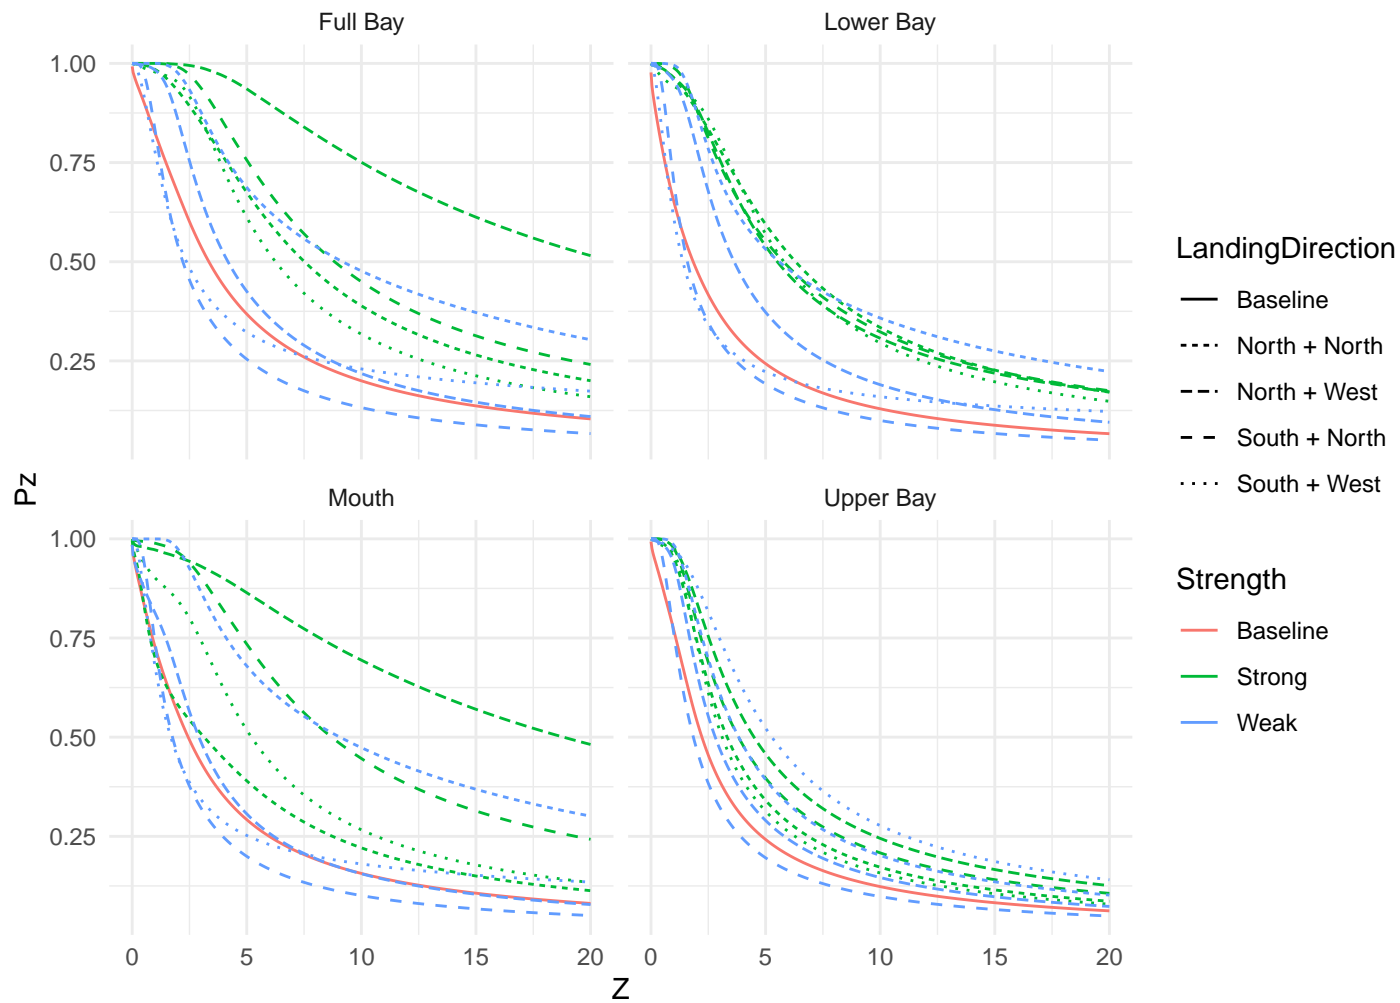 Full Bay
Lower Bay
1.00
0.75
0.50
0.25
Mouth
Upper Bay
1.00
0.75
0.50
0.25
0 5 10 15 20
0 5 10 15 20
Z
Pz
LandingDirection
Baseline
North + North
North + West
South + North
South + West
Strength
Baseline
Strong
Weak